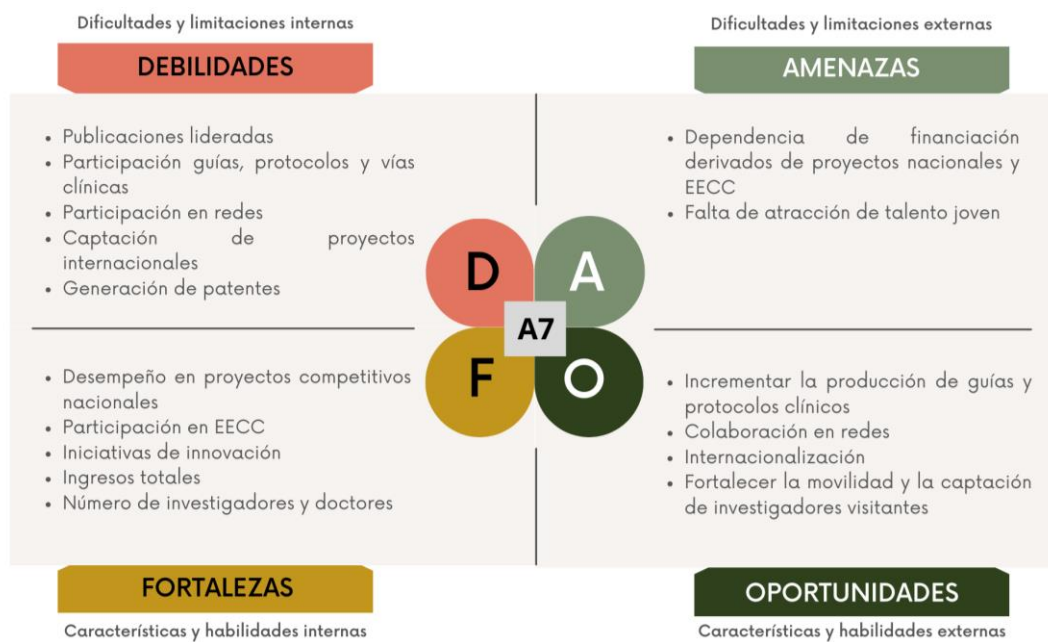 Dificultades y limitaciones internas
DEBILIDADES
• Publicaciones lideradas
• Participación guías, protocolos y vías
clínicas
• Participación en redes
• Captación de proyectos
internacionales
• Generación de patentes
Dificultades y limitaciones externas
AMENAZAS
• Dependencia de financiación
derivados de proyectos nacionales y
EECC
• Falta de atracción de talento joven
D
A
A7
F
O
• Desempeño en proyectos competitivos
nacionales
• Participación en EECC
• Iniciativas de innovación
• Ingresos totales
• Número de investigadores y doctores
FORTALEZAS
Características y habilidades internas
• Incrementar la producción de guías y
protocolos clínicos
• Colaboración en redes
• Internacionalización
• Fortalecer la movilidad y la captación
de investigadores visitantes
OPORTUNIDADES
Características y habilidades externas